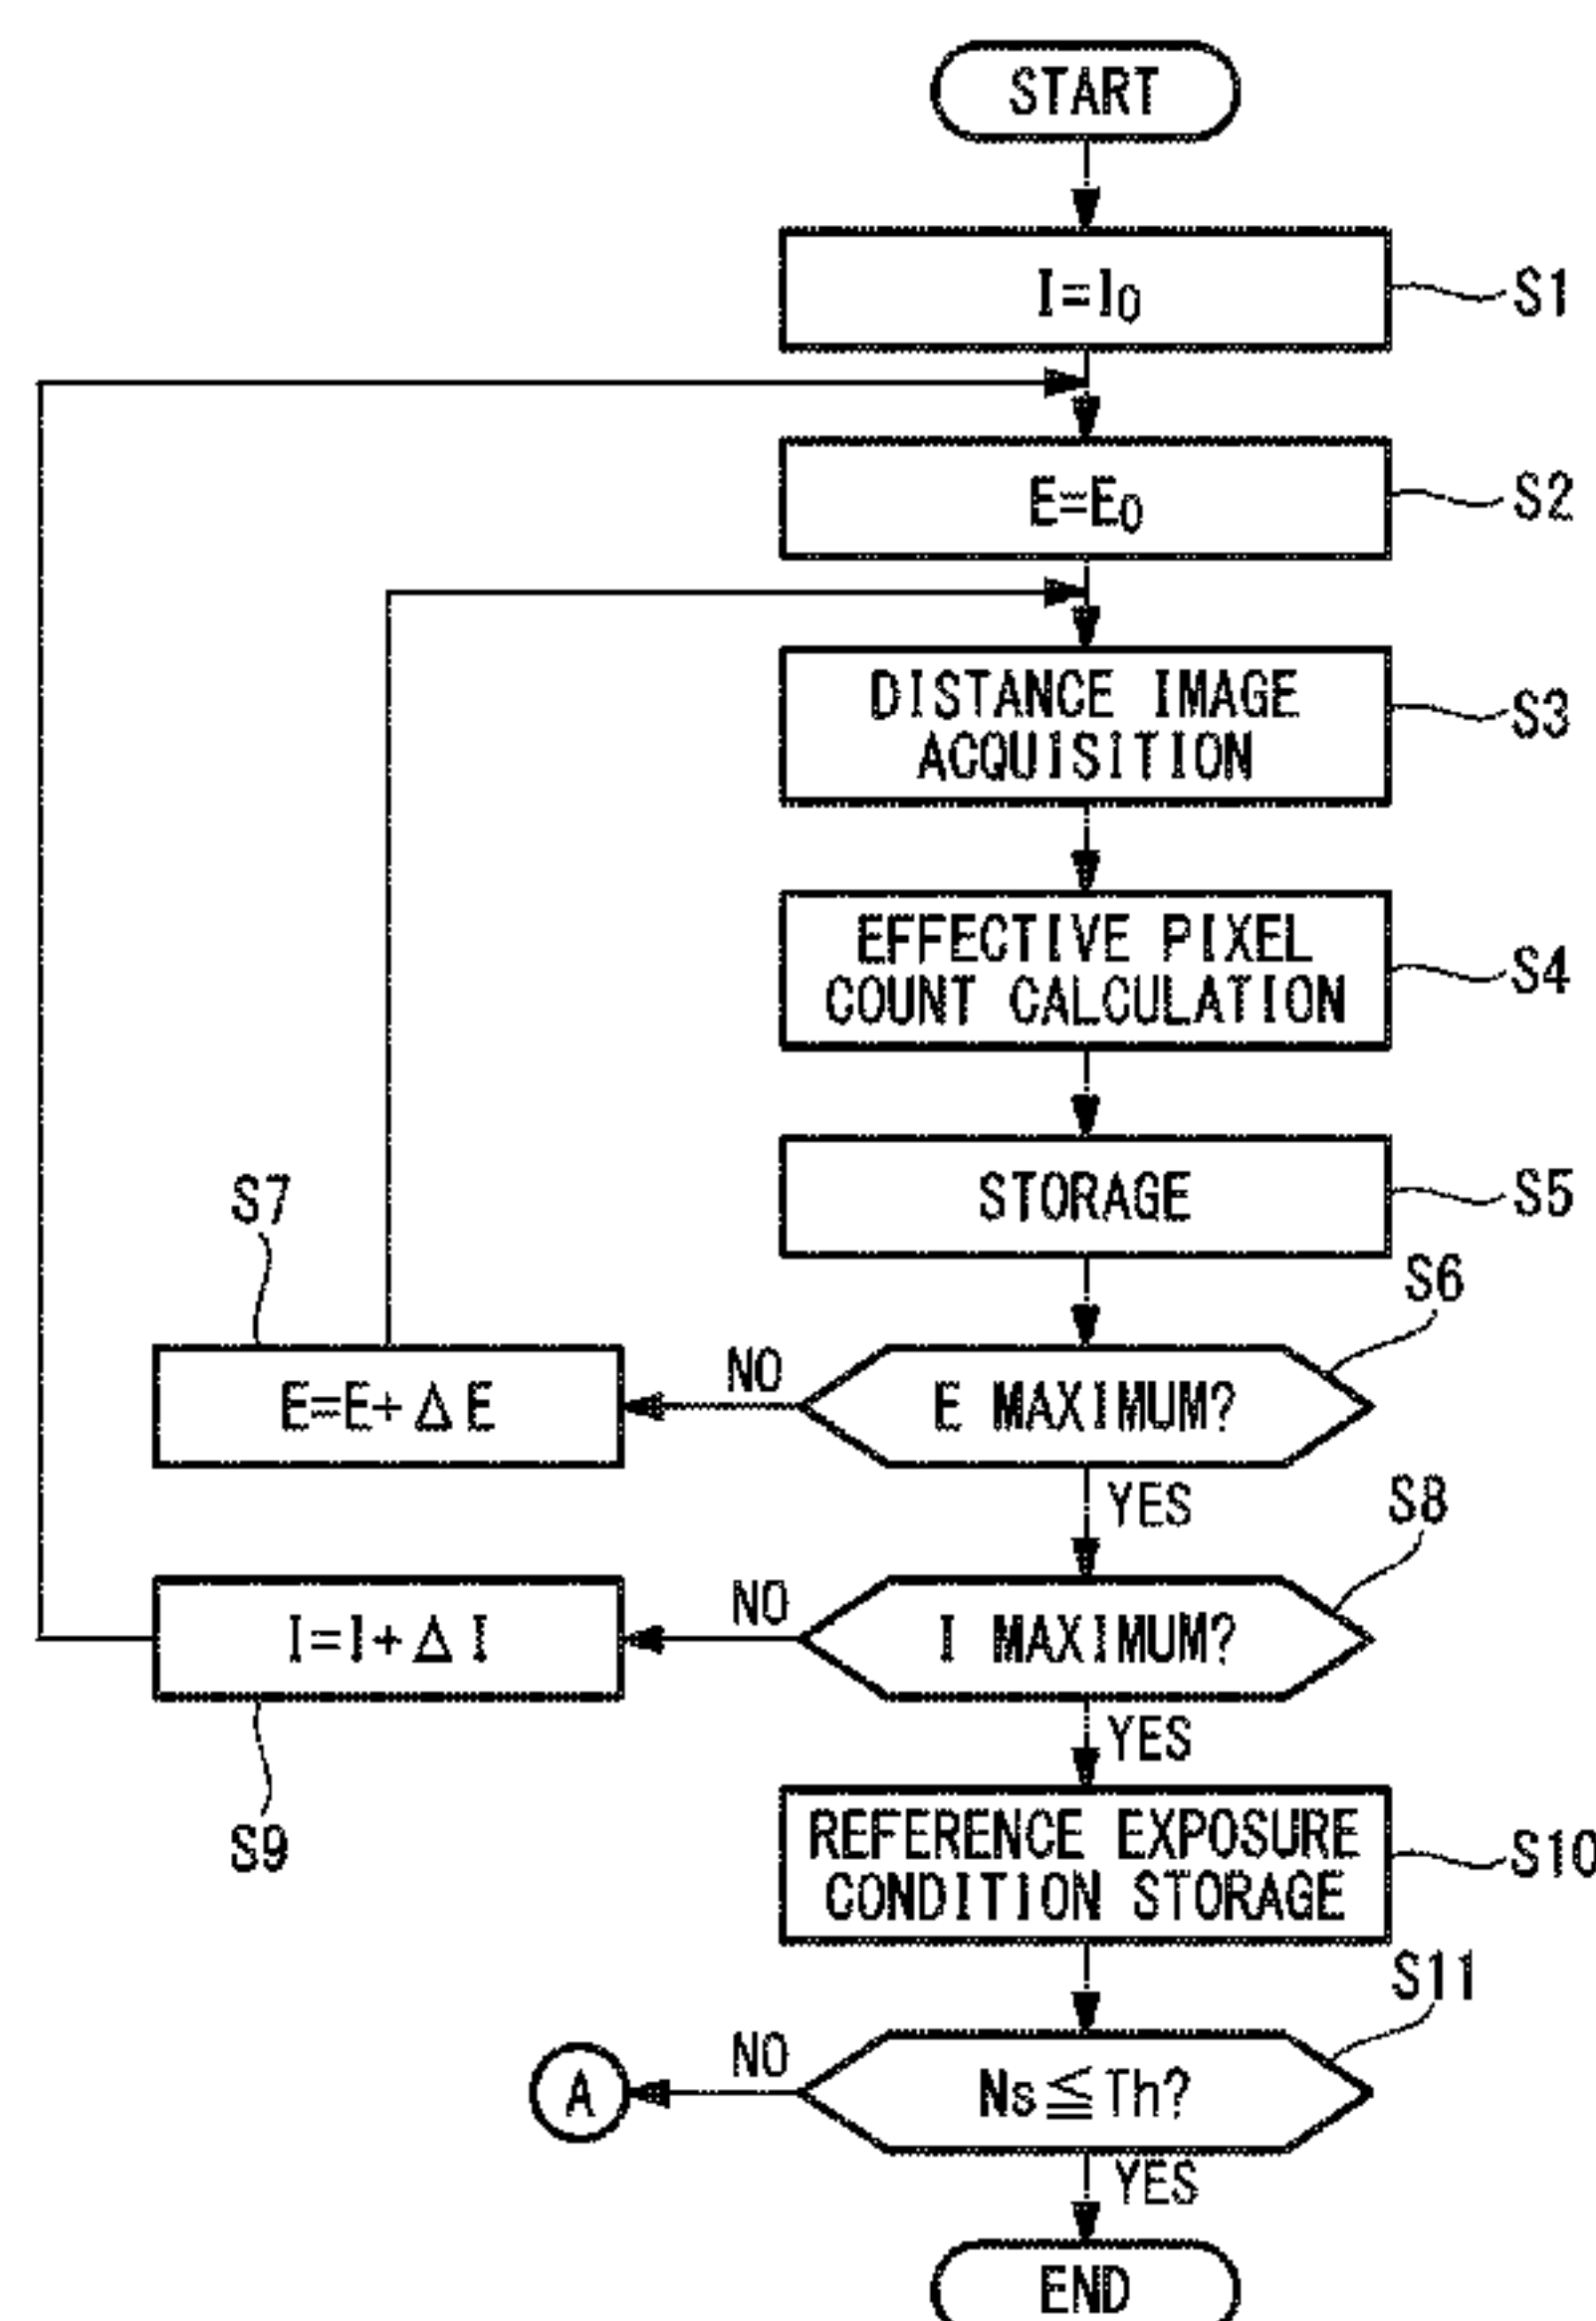 START
I=I₀
S1
E=E₀
S2
DISTANCE IMAGE
ACQUISITION
S3
EFFECTIVE PIXEL
COUNT CALCULATION
S4
STORAGE
S5
S6
E MAXIMUM?
NO
YES
S7
E=E+ΔE
S8
I MAXIMUM?
NO
YES
I=I+ΔI
S9
REFERENCE EXPOSURE
CONDITION STORAGE
S10
S11
Ns≦Th?
NO
A
YES
END